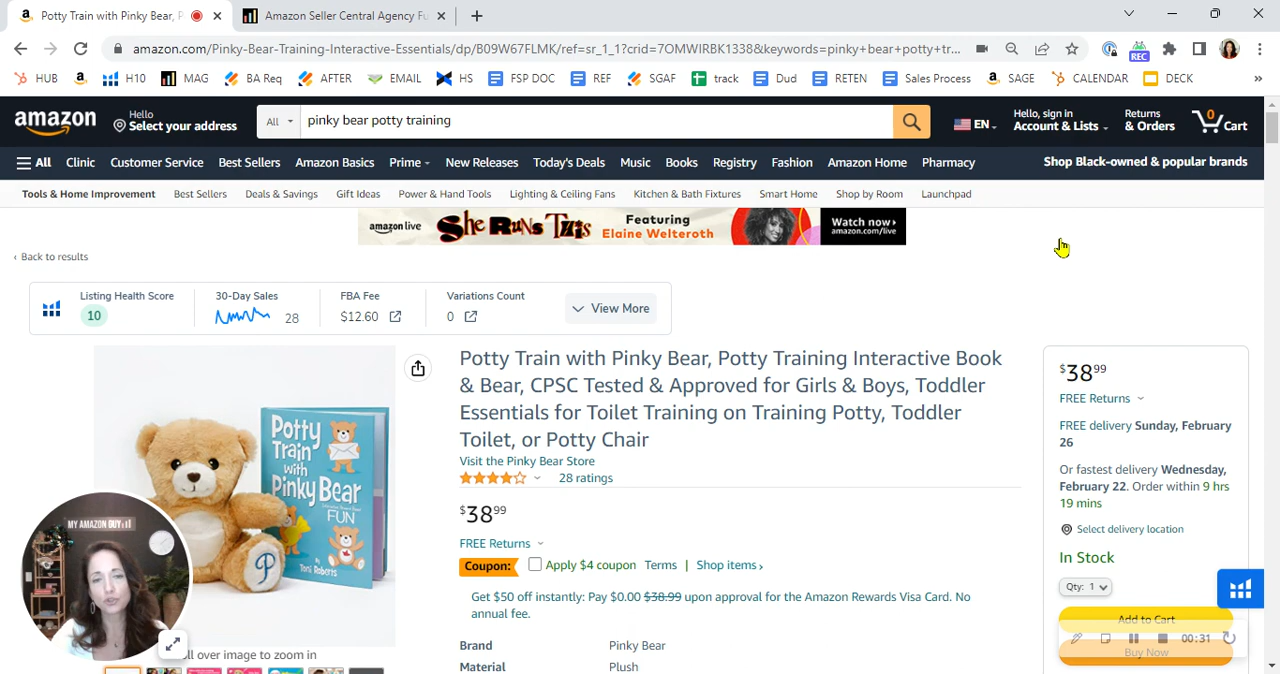 Potty Train with Pinky Bear, P
Amazon Seller Central Agency Fu
amazon.com/Pinky-Bear-Training-Interactive-Essentials/dp/B09W67FLMK/ref=sr_1_1?crid=7OMWIRBK1338&keywords=pinky+bear+potty+tr...
REC
HUB
H10
MAG
BA Req
AFTER
EMAIL
HS
FSP DOC
REF
SGAF
track
Dud
RETEN
Sales Process
SAGE
CALENDAR
DECK
amazon
Hello
Select your address
All
pinky bear potty training
EN
Hello, sign in
Account & Lists
Returns
& Orders
0
Cart
All
Clinic
Customer Service
Best Sellers
Amazon Basics
Prime
New Releases
Today's Deals
Music
Books
Registry
Fashion
Amazon Home
Pharmacy
Shop Black-owned & popular brands
Tools & Home Improvement
Best Sellers
Deals & Savings
Gift Ideas
Power & Hand Tools
Lighting & Ceiling Fans
Kitchen & Bath Fixtures
Smart Home
Shop by Room
Launchpad
amazon live
She Runs This
Featuring
Elaine Welteroth
Watch now
amazon.com/live
‹ Back to results
Listing Health Score
10
30-Day Sales
28
FBA Fee
$12.60
Variations Count
0
View More
Potty Train with Pinky Bear, Potty Training Interactive Book
& Bear, CPSC Tested & Approved for Girls & Boys, Toddler
Essentials for Toilet Training on Training Potty, Toddler
Toilet, or Potty Chair
Visit the Pinky Bear Store
28 ratings
$38 99
FREE Returns
Coupon:
Apply $4 coupon
Terms
|
Shop items ›
Get $50 off instantly: Pay $0.00 $38.99 upon approval for the Amazon Rewards Visa Card. No
annual fee.
Brand
Pinky Bear
Material
Plush
Potty
Train
with
Pinky
Bear
FUN
Toni Roberts
P
MY AMAZON GUY
ll over image to zoom in
$38 99
FREE Returns
FREE delivery Sunday, February
26
Or fastest delivery Wednesday,
February 22. Order within 9 hrs
19 mins
Select delivery location
In Stock
Qty: 1
Add to Cart
00:31
Buy Now